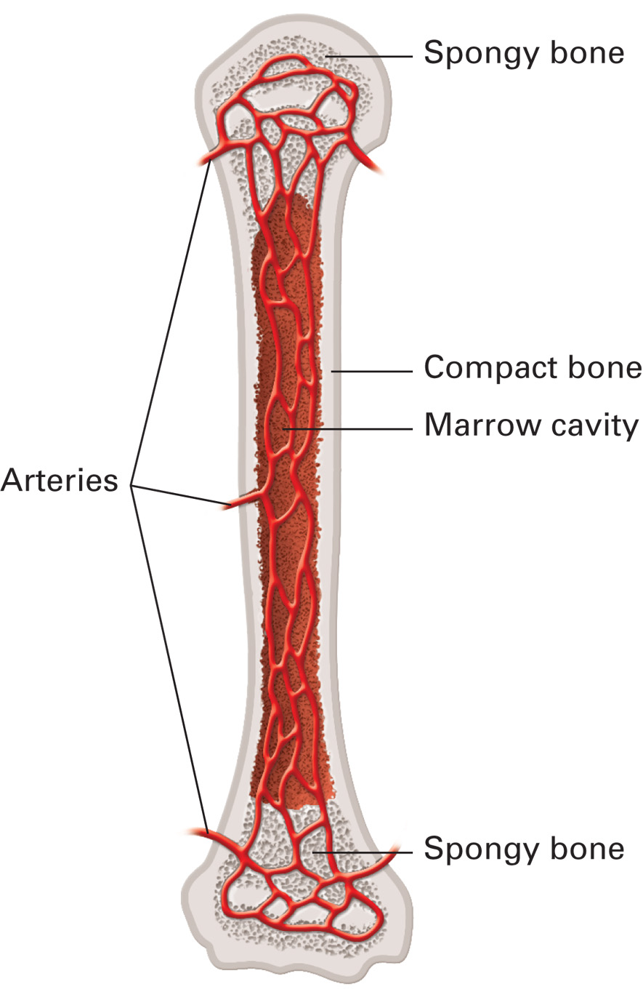 Spongy bone
Compact bone
Marrow cavity
Arteries
Spongy bone